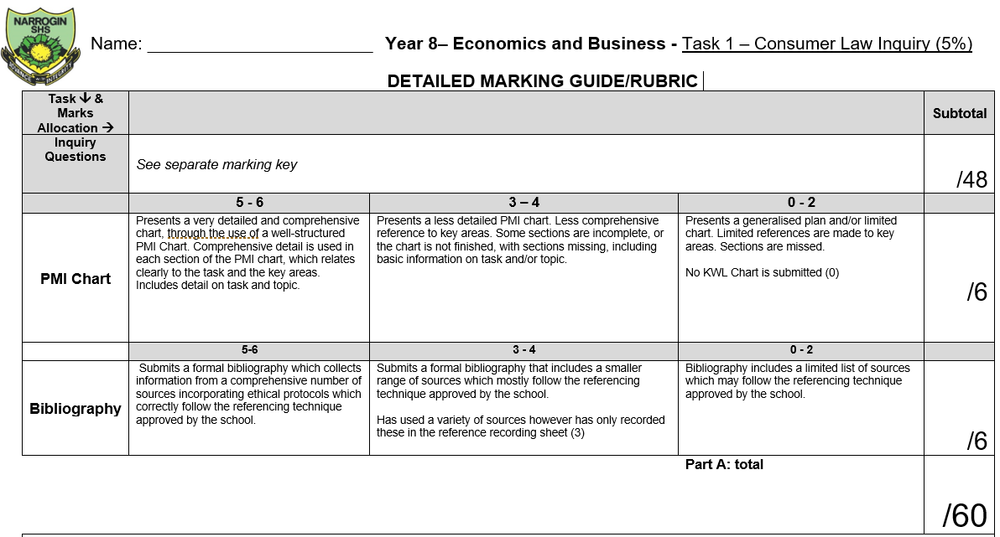 NARROGIN
SHS
ADVANCE WITH INTEGRITY
Name: ________________________ Year 8– Economics and Business - Task 1 – Consumer Law Inquiry (5%)
DETAILED MARKING GUIDE/RUBRIC
Task ↓ &
Marks
Allocation →
Subtotal
Inquiry
Questions
See separate marking key
/48
5 - 6
3 – 4
0 - 2
PMI Chart
Presents a very detailed and comprehensive
chart, through the use of a well-structured
PMI Chart. Comprehensive detail is used in
each section of the PMI chart, which relates
clearly to the task and the key areas.
Includes detail on task and topic.
Presents a less detailed PMI chart. Less comprehensive
reference to key areas. Some sections are incomplete, or
the chart is not finished, with sections missing, including
basic information on task and/or topic.
Presents a generalised plan and/or limited
chart. Limited references are made to key
areas. Sections are missed.
No KWL Chart is submitted (0)
/6
5-6
3 - 4
0 - 2
Bibliography
Submits a formal bibliography which collects
information from a comprehensive number of
sources incorporating ethical protocols which
correctly follow the referencing technique
approved by the school.
Submits a formal bibliography that includes a smaller
range of sources which mostly follow the referencing
technique approved by the school.
Has used a variety of sources however has only recorded
these in the reference recording sheet (3)
Bibliography includes a limited list of sources
which may follow the referencing technique
approved by the school.
/6
Part A: total
/60